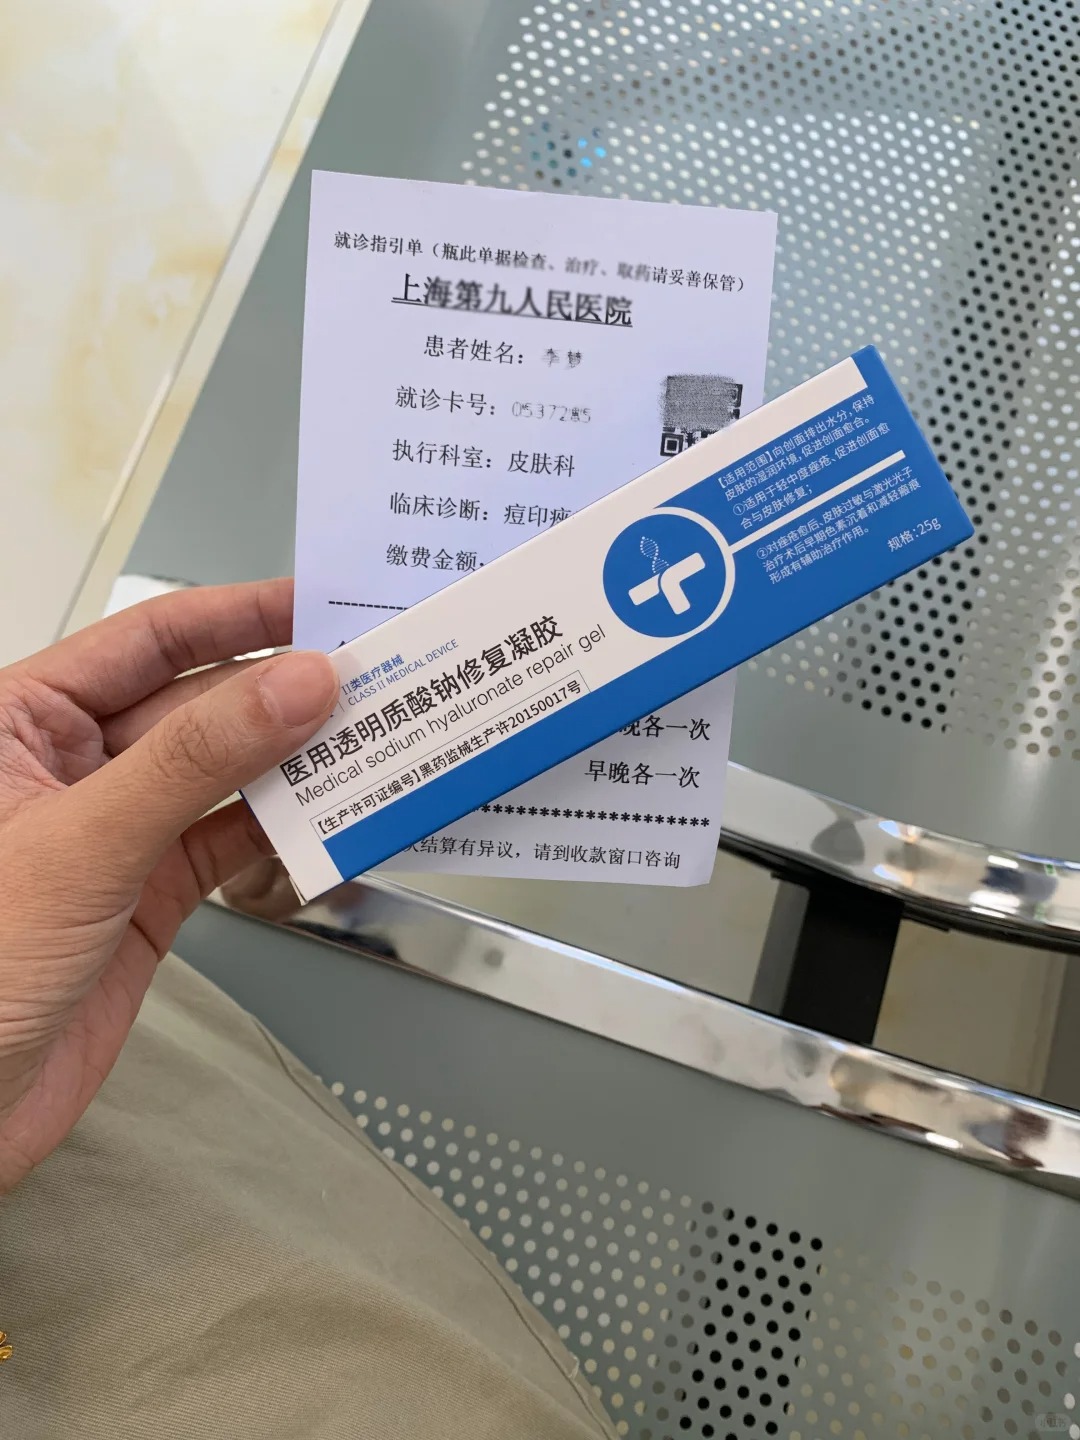 就诊指引单（瓶此单据检查、治疗、取药请妥善保管）
上海第九人民医院
患者姓名：李
就诊卡号：0537285
执行科室：皮肤科
临床诊断：痘印
缴费金额
晚各一次
早晚各一次
**********************
次结算有异议，请到收款窗口咨询
II类医疗器械
CLASS II MEDICAL DEVICE
医用透明质酸钠修复凝胶
Medical sodium hyaluronate repair gel
【生产许可证编号】黑药监械生产许20150017号
【适用范围】向创面排出水分，保持
皮肤的湿润环境，促进创面愈合。
①适用于轻中度痤疮、促进创面愈
合与皮肤修复；
②对痤疮愈后、皮肤过敏与激光光子
治疗术后早期色素沉着和减轻瘢痕
形成有辅助治疗作用。
规格：25g